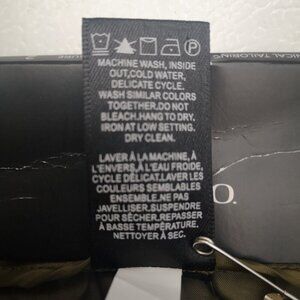 MACHINE WASH, INSIDE
OUT,COLD WATER,
DELICATE CYCLE.
WASH SIMILAR COLORS
TOGETHER.DO NOT
BLEACH.HANG TO DRY.
IRON AT LOW SETTING.
DRY CLEAN.
LAVER À LA MACHINE, À
L'ENVERS,À L'EAU FROIDE,
CYCLE DÉLICAT.LAVER LES
COULEURS SEMBLABLES
ENSEMBLE.NE PAS
JAVELLISER.SUSPENDRE
POUR SÉCHER.REPASSER
À BASSE TEMPÉRATURE.
NETTOYER À SEC.